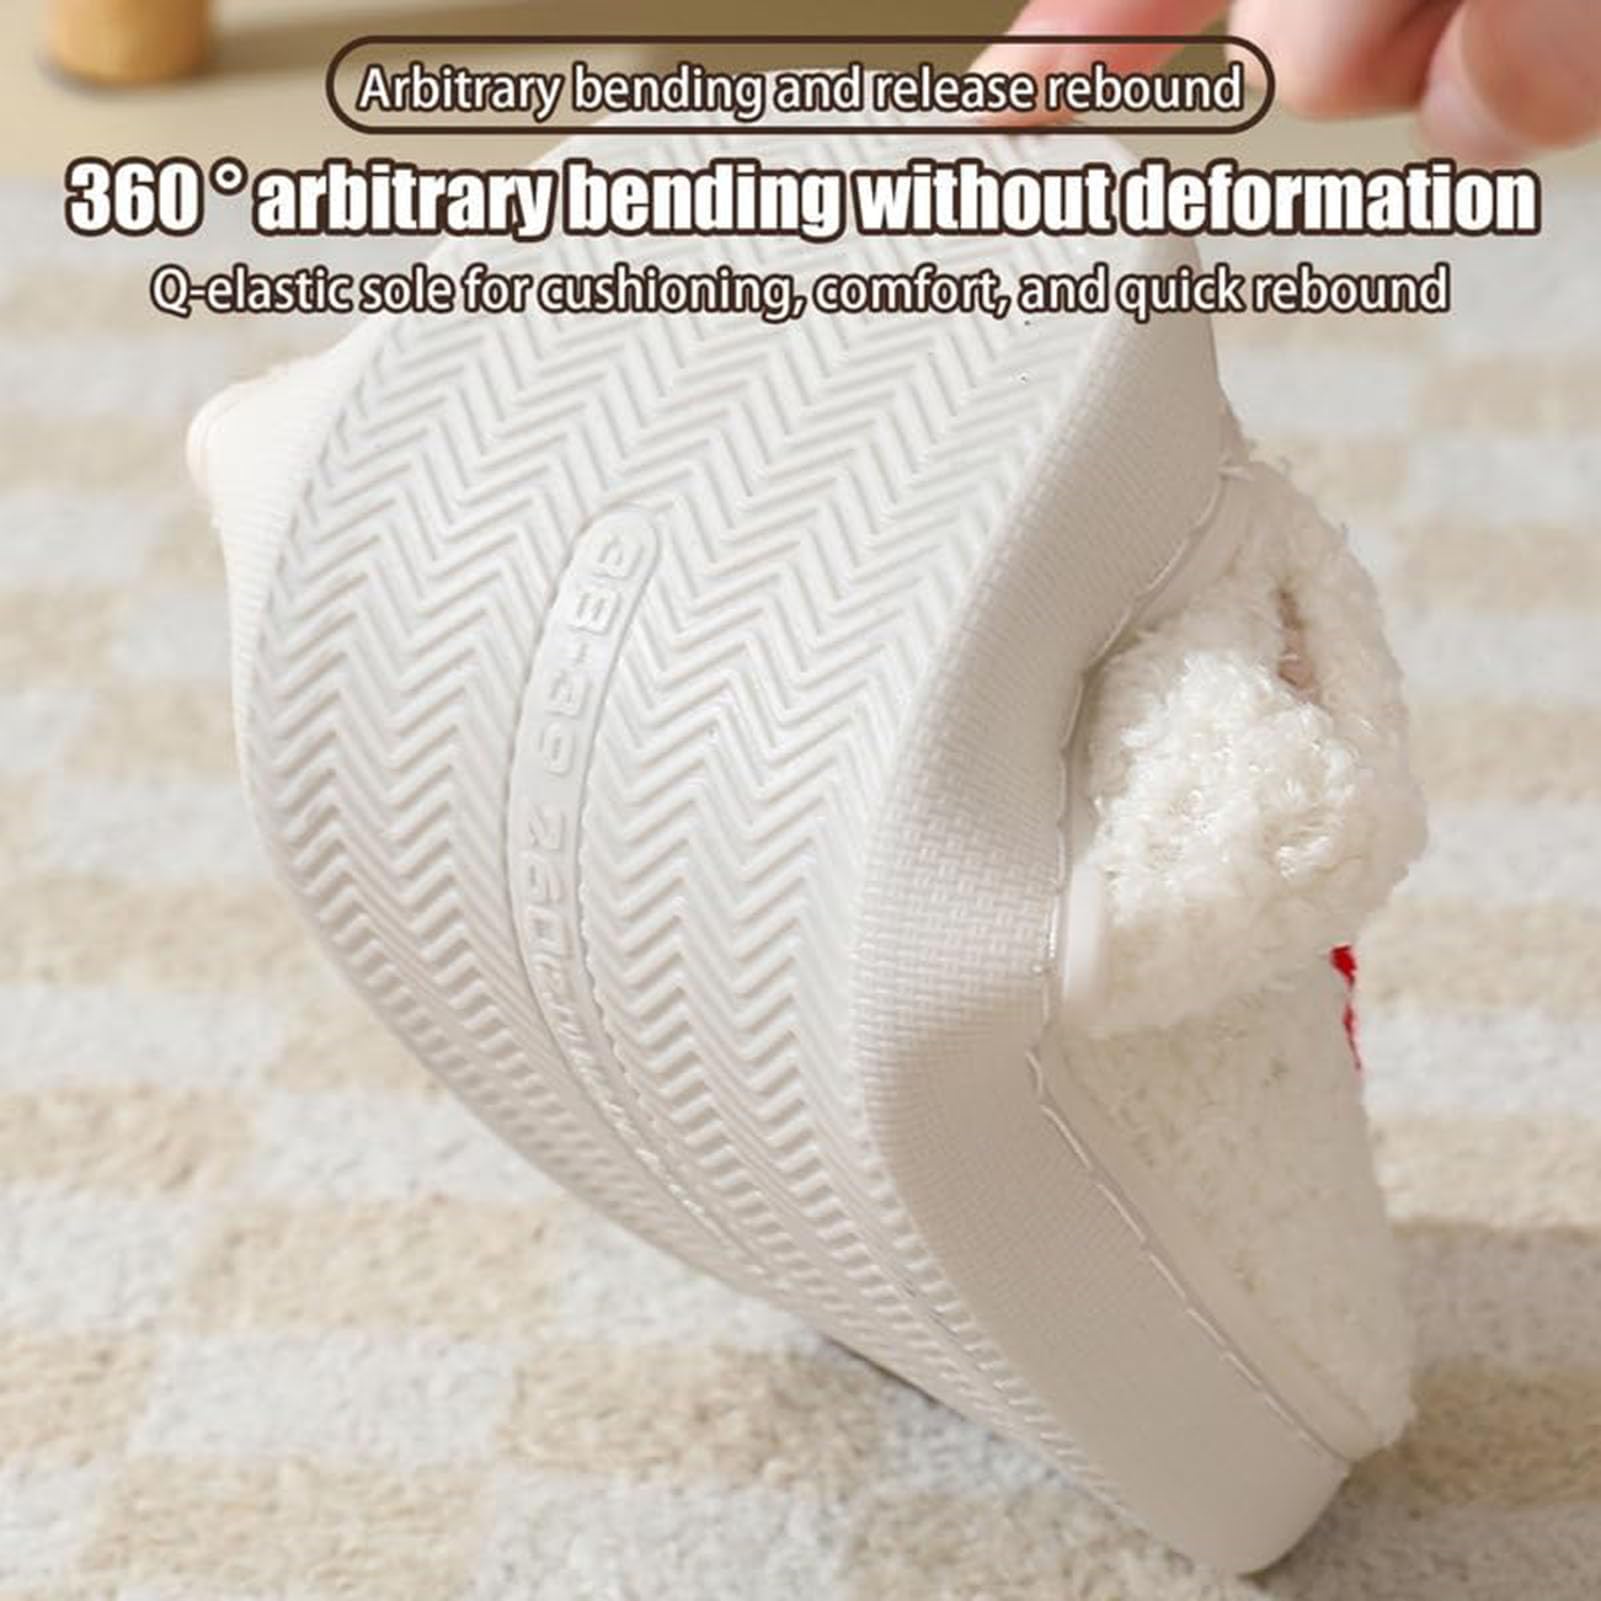 Arbitrary bending and release rebound
360° arbitrary bending without deformation
Q-elastic sole for cushioning, comfort, and quick rebound